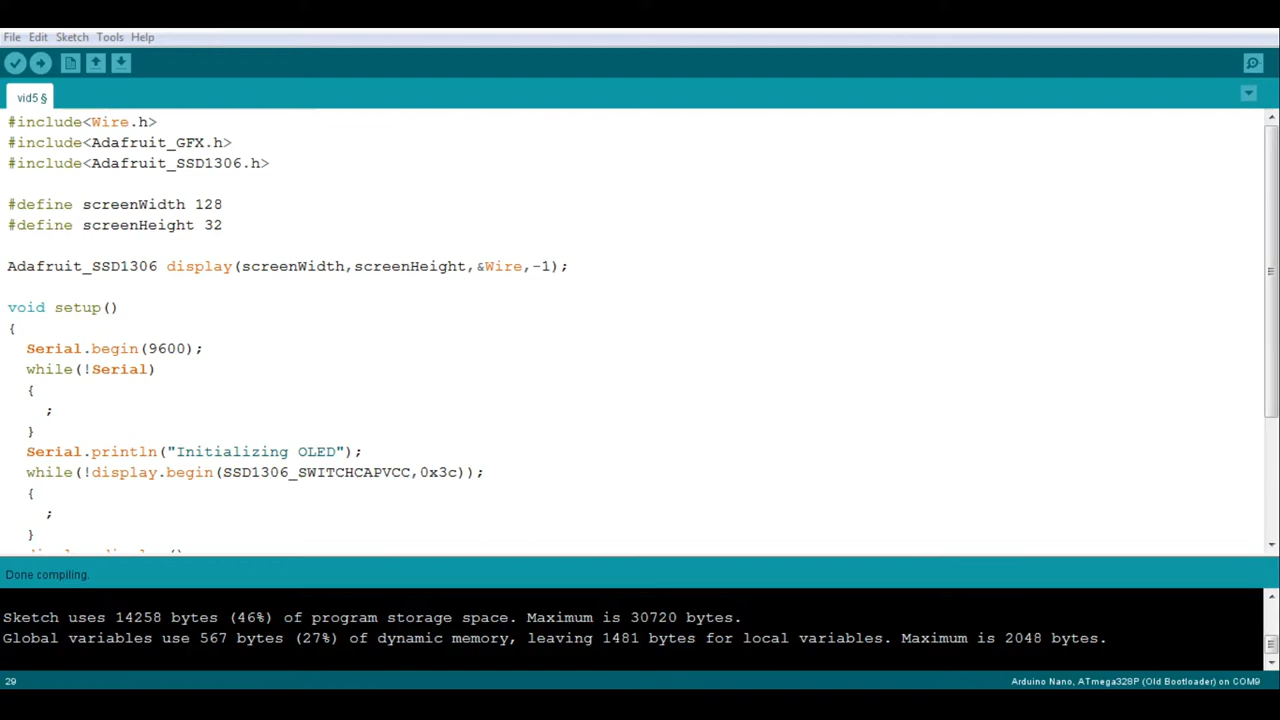 File Edit Sketch Tools Help
vid5 §
#include<Wire.h>
#include<Adafruit_GFX.h>
#include<Adafruit_SSD1306.h>
#define screenWidth 128
#define screenHeight 32
Adafruit_SSD1306 display(screenWidth,screenHeight,&Wire,-1);
void setup()
{
Serial.begin(9600);
while(!Serial)
{
;
}
Serial.println("Initializing OLED");
while(!display.begin(SSD1306_SWITCHCAPVCC,0x3c));
{
;
}
Done compiling.
Sketch uses 14258 bytes (46%) of program storage space. Maximum is 30720 bytes.
Global variables use 567 bytes (27%) of dynamic memory, leaving 1481 bytes for local variables. Maximum is 2048 bytes.
29
Arduino Nano, ATmega328P (Old Bootloader) on COM9